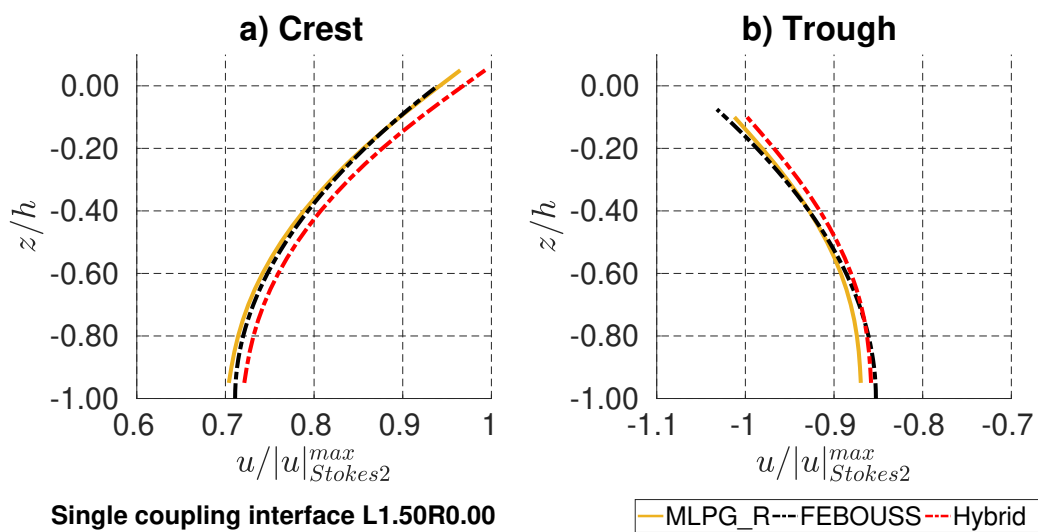 a) Crest
0.00
-0.20
-0.40
-0.60
-0.80
-1.00
z/h
0.6 0.7 0.8 0.9 1
u/|u|^{max}_{Stokes2}
b) Trough
0.00
-0.20
-0.40
-0.60
-0.80
-1.00
z/h
-1.1 -1 -0.9 -0.8 -0.7
u/|u|^{max}_{Stokes2}
Single coupling interface L1.50R0.00
MLPG_R FEBOUSS Hybrid